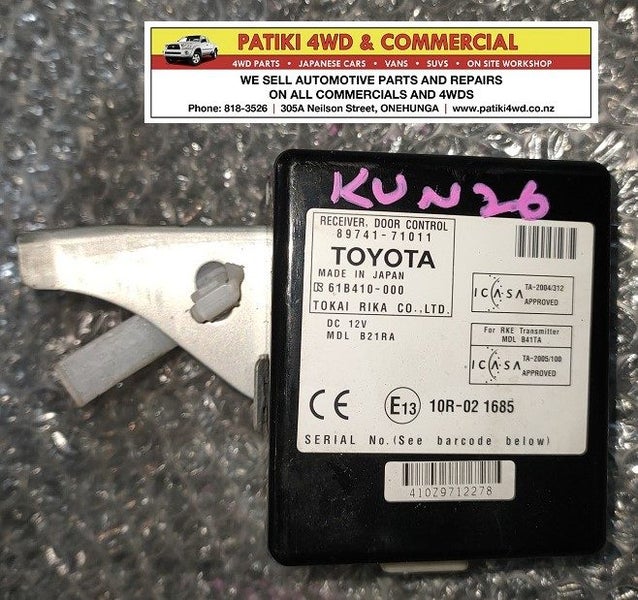 PATIKI 4WD & COMMERCIAL
4WD PARTS • JAPANESE CARS • VANS • SUVS • ON SITE WORKSHOP
WE SELL AUTOMOTIVE PARTS AND REPAIRS
ON ALL COMMERCIALS AND 4WDS
Phone: 818-3526 | 305A Neilson Street, ONEHUNGA | www.patiki4wd.co.nz
KUN26
RECEIVER, DOOR CONTROL
89741-71011
TOYOTA
MADE IN JAPAN
61B410-000
TOKAI RIKA CO., LTD.
DC 12V
MDL B21RA
ICASA TA-2004/312
APPROVED
For RKE Transmitter
MDL B41TA
ICASA TA-2005/100
APPROVED
CE E13 10R-02 1685
SERIAL No. (See barcode below)
410Z9712278